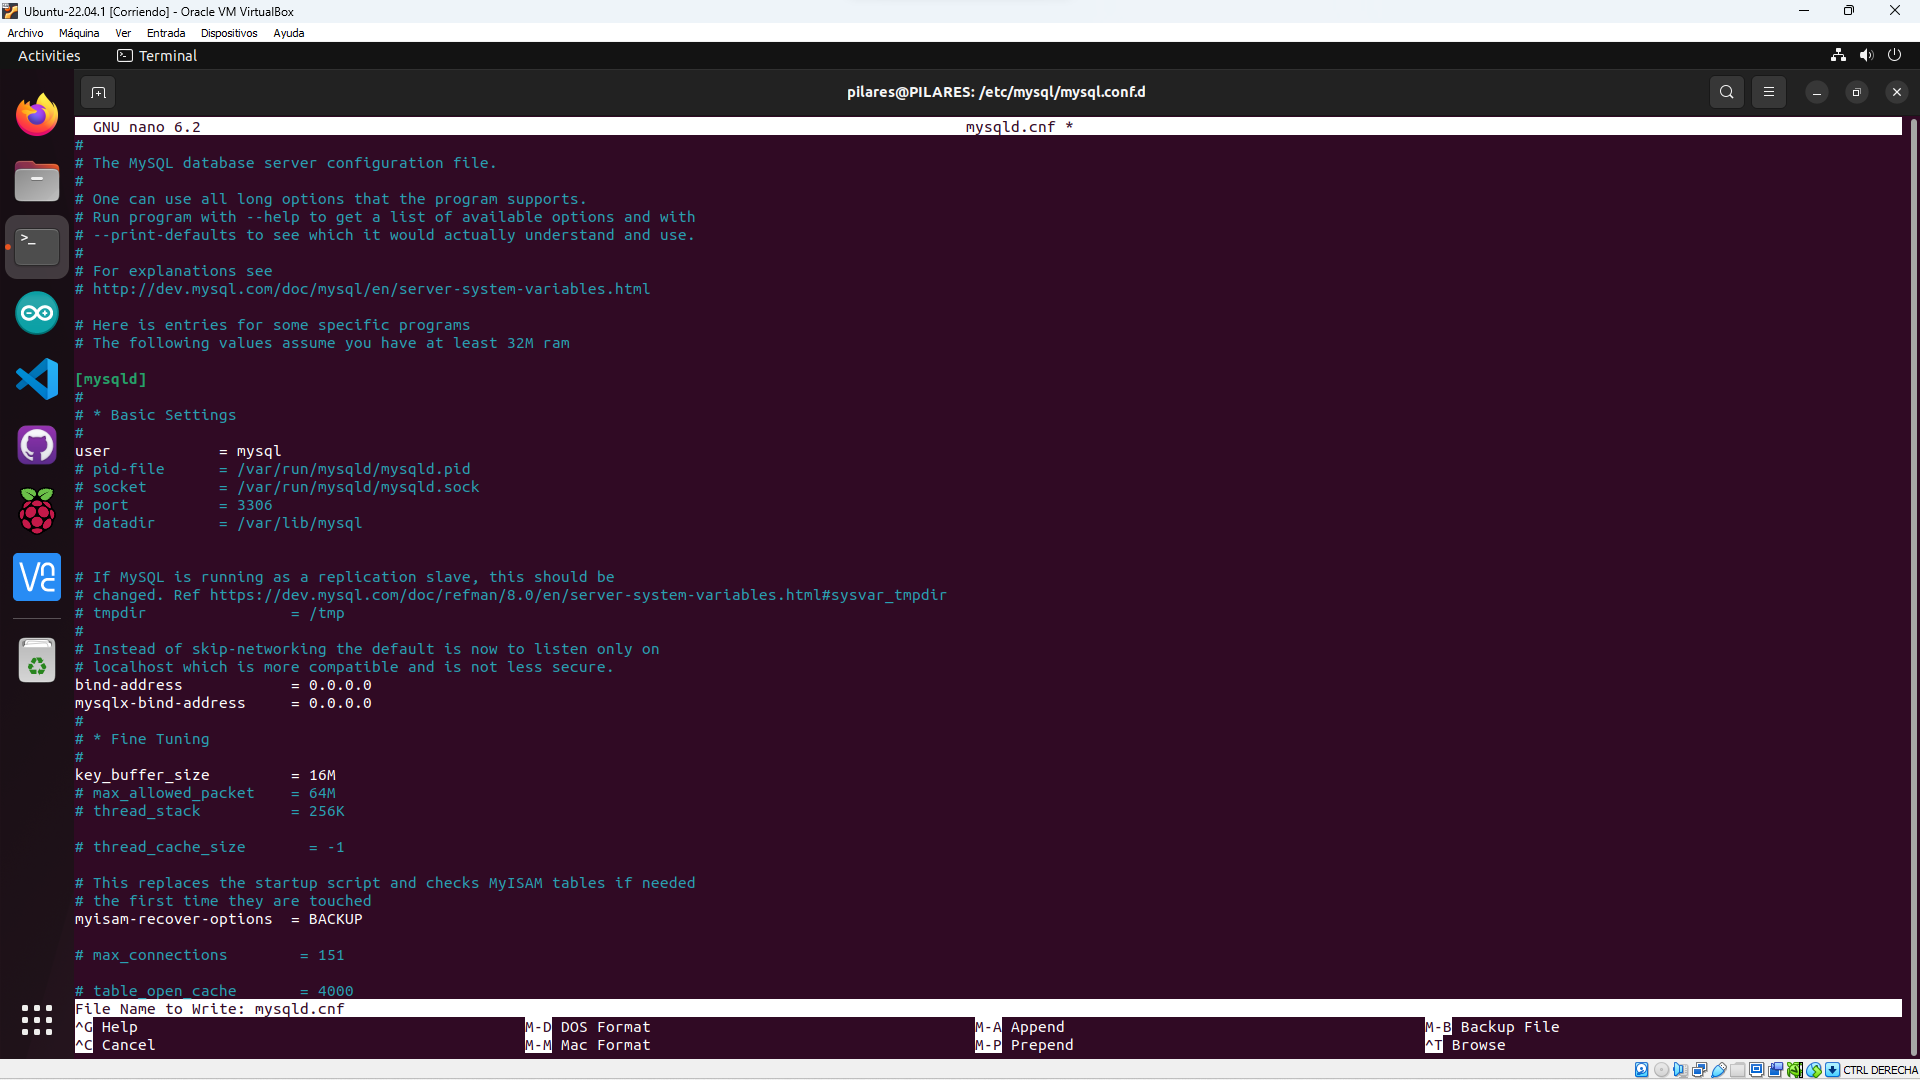 Ubuntu-22.04.1 [Corriendo] - Oracle VM VirtualBox
Archivo Máquina Ver Entrada Dispositivos Ayuda
Activities Terminal
pilares@PILARES: /etc/mysql/mysql.conf.d
GNU nano 6.2 mysqld.cnf *
#
# The MySQL database server configuration file.
#
# One can use all long options that the program supports.
# Run program with --help to get a list of available options and with
# --print-defaults to see which it would actually understand and use.
#
# For explanations see
# http://dev.mysql.com/doc/mysql/en/server-system-variables.html
# Here is entries for some specific programs
# The following values assume you have at least 32M ram
[mysqld]
#
# * Basic Settings
#
user = mysql
# pid-file = /var/run/mysqld/mysqld.pid
# socket = /var/run/mysqld/mysqld.sock
# port = 3306
# datadir = /var/lib/mysql
# If MySQL is running as a replication slave, this should be
# changed. Ref https://dev.mysql.com/doc/refman/8.0/en/server-system-variables.html#sysvar_tmpdir
# tmpdir = /tmp
#
# Instead of skip-networking the default is now to listen only on
# localhost which is more compatible and is not less secure.
bind-address = 0.0.0.0
mysqlx-bind-address = 0.0.0.0
#
# * Fine Tuning
#
key_buffer_size = 16M
# max_allowed_packet = 64M
# thread_stack = 256K
# thread_cache_size = -1
# This replaces the startup script and checks MyISAM tables if needed
# the first time they are touched
myisam-recover-options = BACKUP
# max_connections = 151
# table_open_cache = 4000
File Name to Write: mysqld.cnf
^G Help M-D DOS Format M-A Append M-B Backup File
^C Cancel M-M Mac Format M-P Prepend ^T Browse
CTRL DERECHA